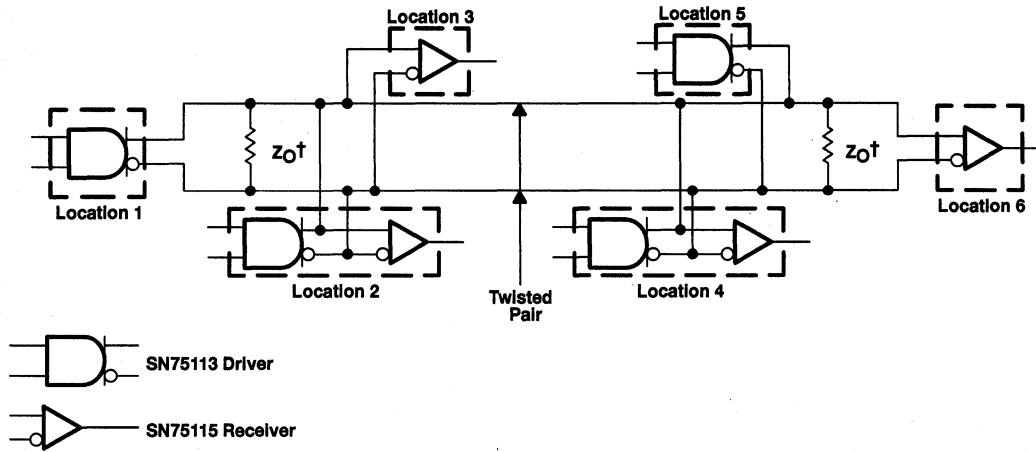 Location 3
Location 5
ZO†
ZO†
Location 1
Location 6
Location 2
Location 4
Twisted
Pair
SN75113 Driver
SN75115 Receiver